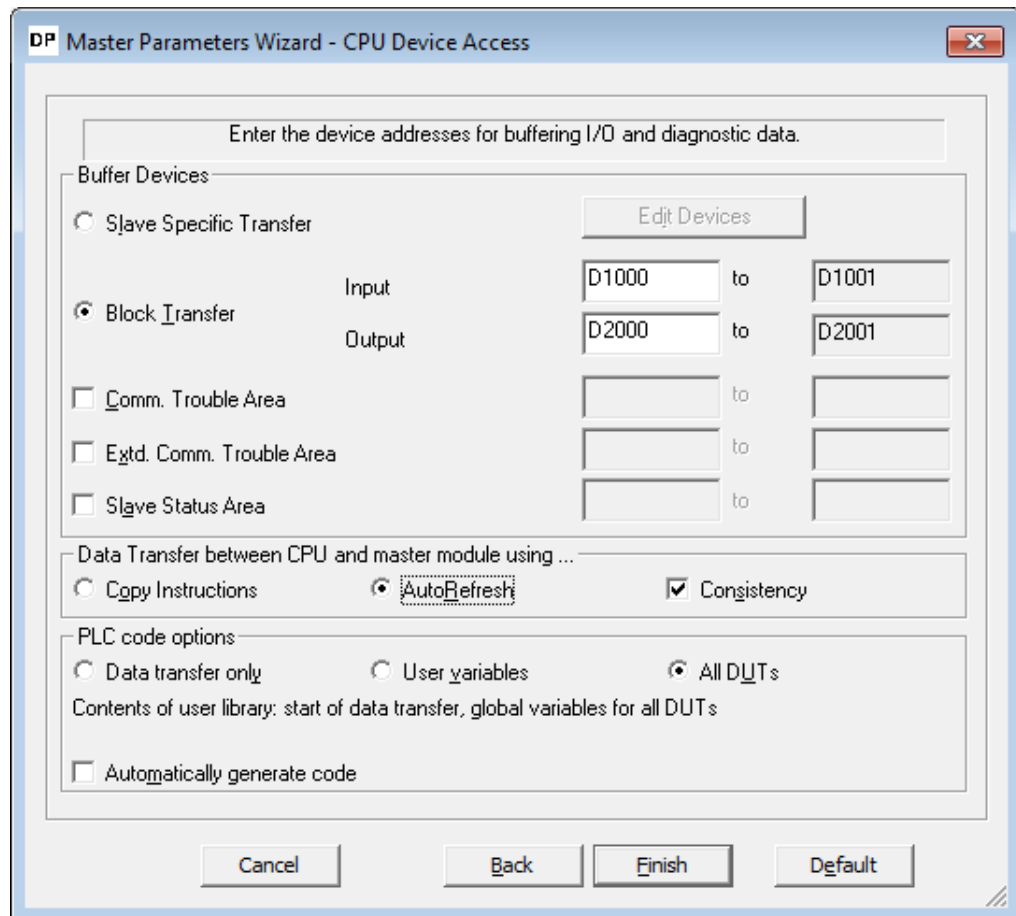 DP Master Parameters Wizard - CPU Device Access
Enter the device addresses for buffering I/O and diagnostic data.
Buffer Devices
Slave Specific Transfer Edit Devices
Input D1000 to D1001
Block Transfer
Output D2000 to D2001
Comm. Trouble Area to
Extd. Comm. Trouble Area to
Slave Status Area to
Data Transfer between CPU and master module using ...
Copy Instructions AutoRefresh Consistency
PLC code options
Data transfer only User variables All DUTs
Contents of user library: start of data transfer, global variables for all DUTs
Automatically generate code
Cancel Back Finish Default